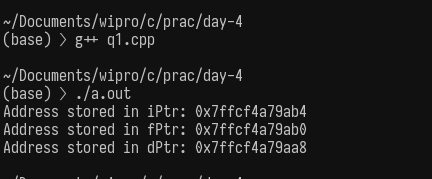 ~/Documents/wipro/c/prac/day-4
(base) > g++ q1.cpp
~/Documents/wipro/c/prac/day-4
(base) > ./a.out
Address stored in iPtr: 0x7ffcf4a79ab4
Address stored in fPtr: 0x7ffcf4a79ab0
Address stored in dPtr: 0x7ffcf4a79aa8